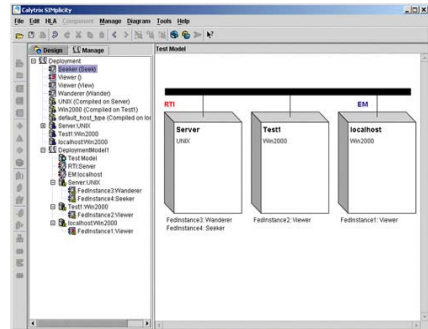 Calytrix SIMplicity
File Edit HLA Component Manage Diagram Tools Help
Design Manage
Test Model
Deployment
Seeker (Seek)
Viewer ()
Viewer (View)
Wanderer (Wander)
UNIX (Compiled on Server)
Win2000 (Compiled on Test1)
default_host_type (Compiled on loc
Server:UNIX
Test1:Win2000
localhost:Win2000
DeploymentModel1
Test Model
RTI:Server
EM:localhost
Server:UNIX
FedInstance3:Wanderer
FedInstance4:Seeker
Test1:Win2000
FedInstance2:Viewer
localhost:Win2000
FedInstance1:Viewer
RTI
EM
Server
UNIX
Test1
Win2000
localhost
Win2000
FedInstance3: Wanderer
FedInstance4: Seeker
FedInstance2: Viewer
FedInstance1: Viewer